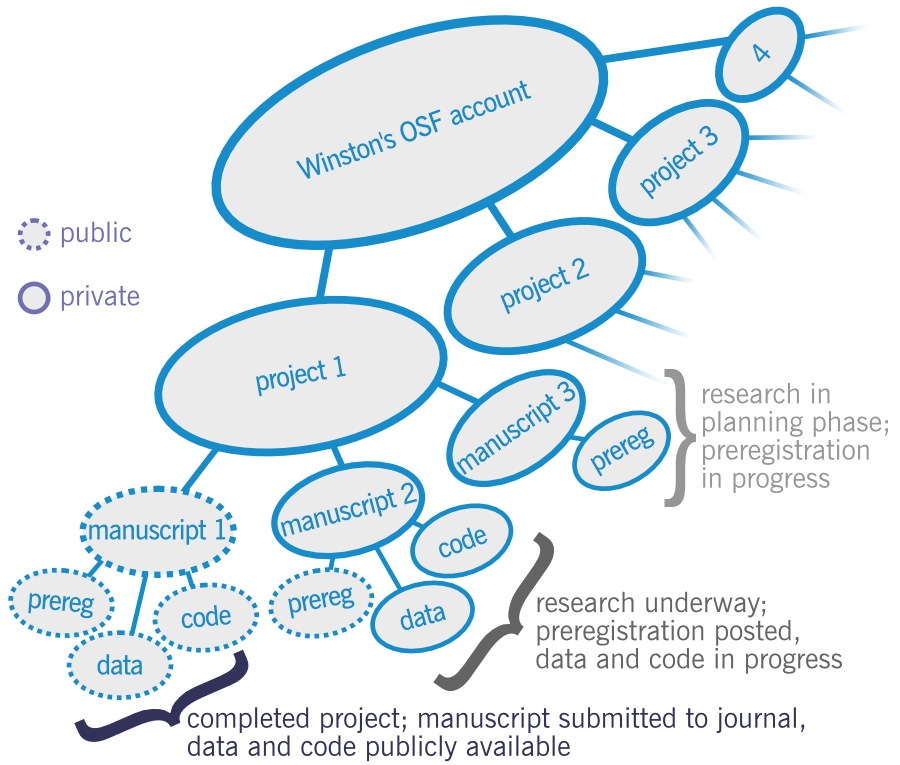 Winston's OSF account
4
project 3
public
private
project 2
project 1
manuscript 3
prereg
research in
planning phase;
preregistration
in progress
manuscript 1
manuscript 2
code
prereg
code
prereg
data
data
research underway;
preregistration posted,
data and code in progress
completed project; manuscript submitted to journal,
data and code publicly available